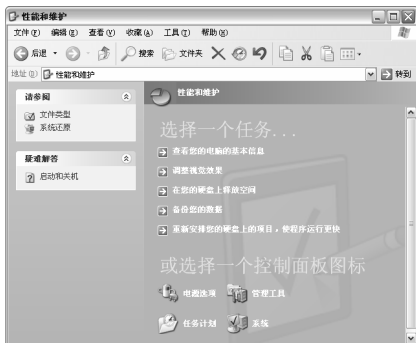 性能和维护
文件(F) 编辑(E) 查看(V) 收藏(A) 工具(T) 帮助(H)
后退 搜索 文件夹
地址(D) 性能和维护 转到
请参阅
文件类型
系统还原
疑难解答
启动和关机
性能和维护
选择一个任务...
查看您的电脑的基本信息
调整视觉效果
在您的硬盘上释放空间
备份您的数据
重新安排您的硬盘上的项目,使程序运行更快
或选择一个控制面板图标
电源选项 管理工具
任务计划 系统